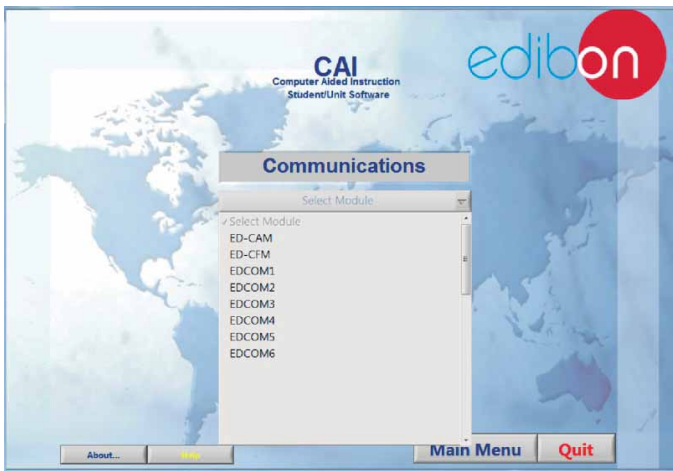 edibon
CAI
Computer Aided Instruction
Student/Unit Software
Communications
Select Module
✓Select Module
ED-CAM
ED-CFM
EDCOM1
EDCOM2
EDCOM3
EDCOM4
EDCOM5
EDCOM6
About...
Help
Main Menu
Quit